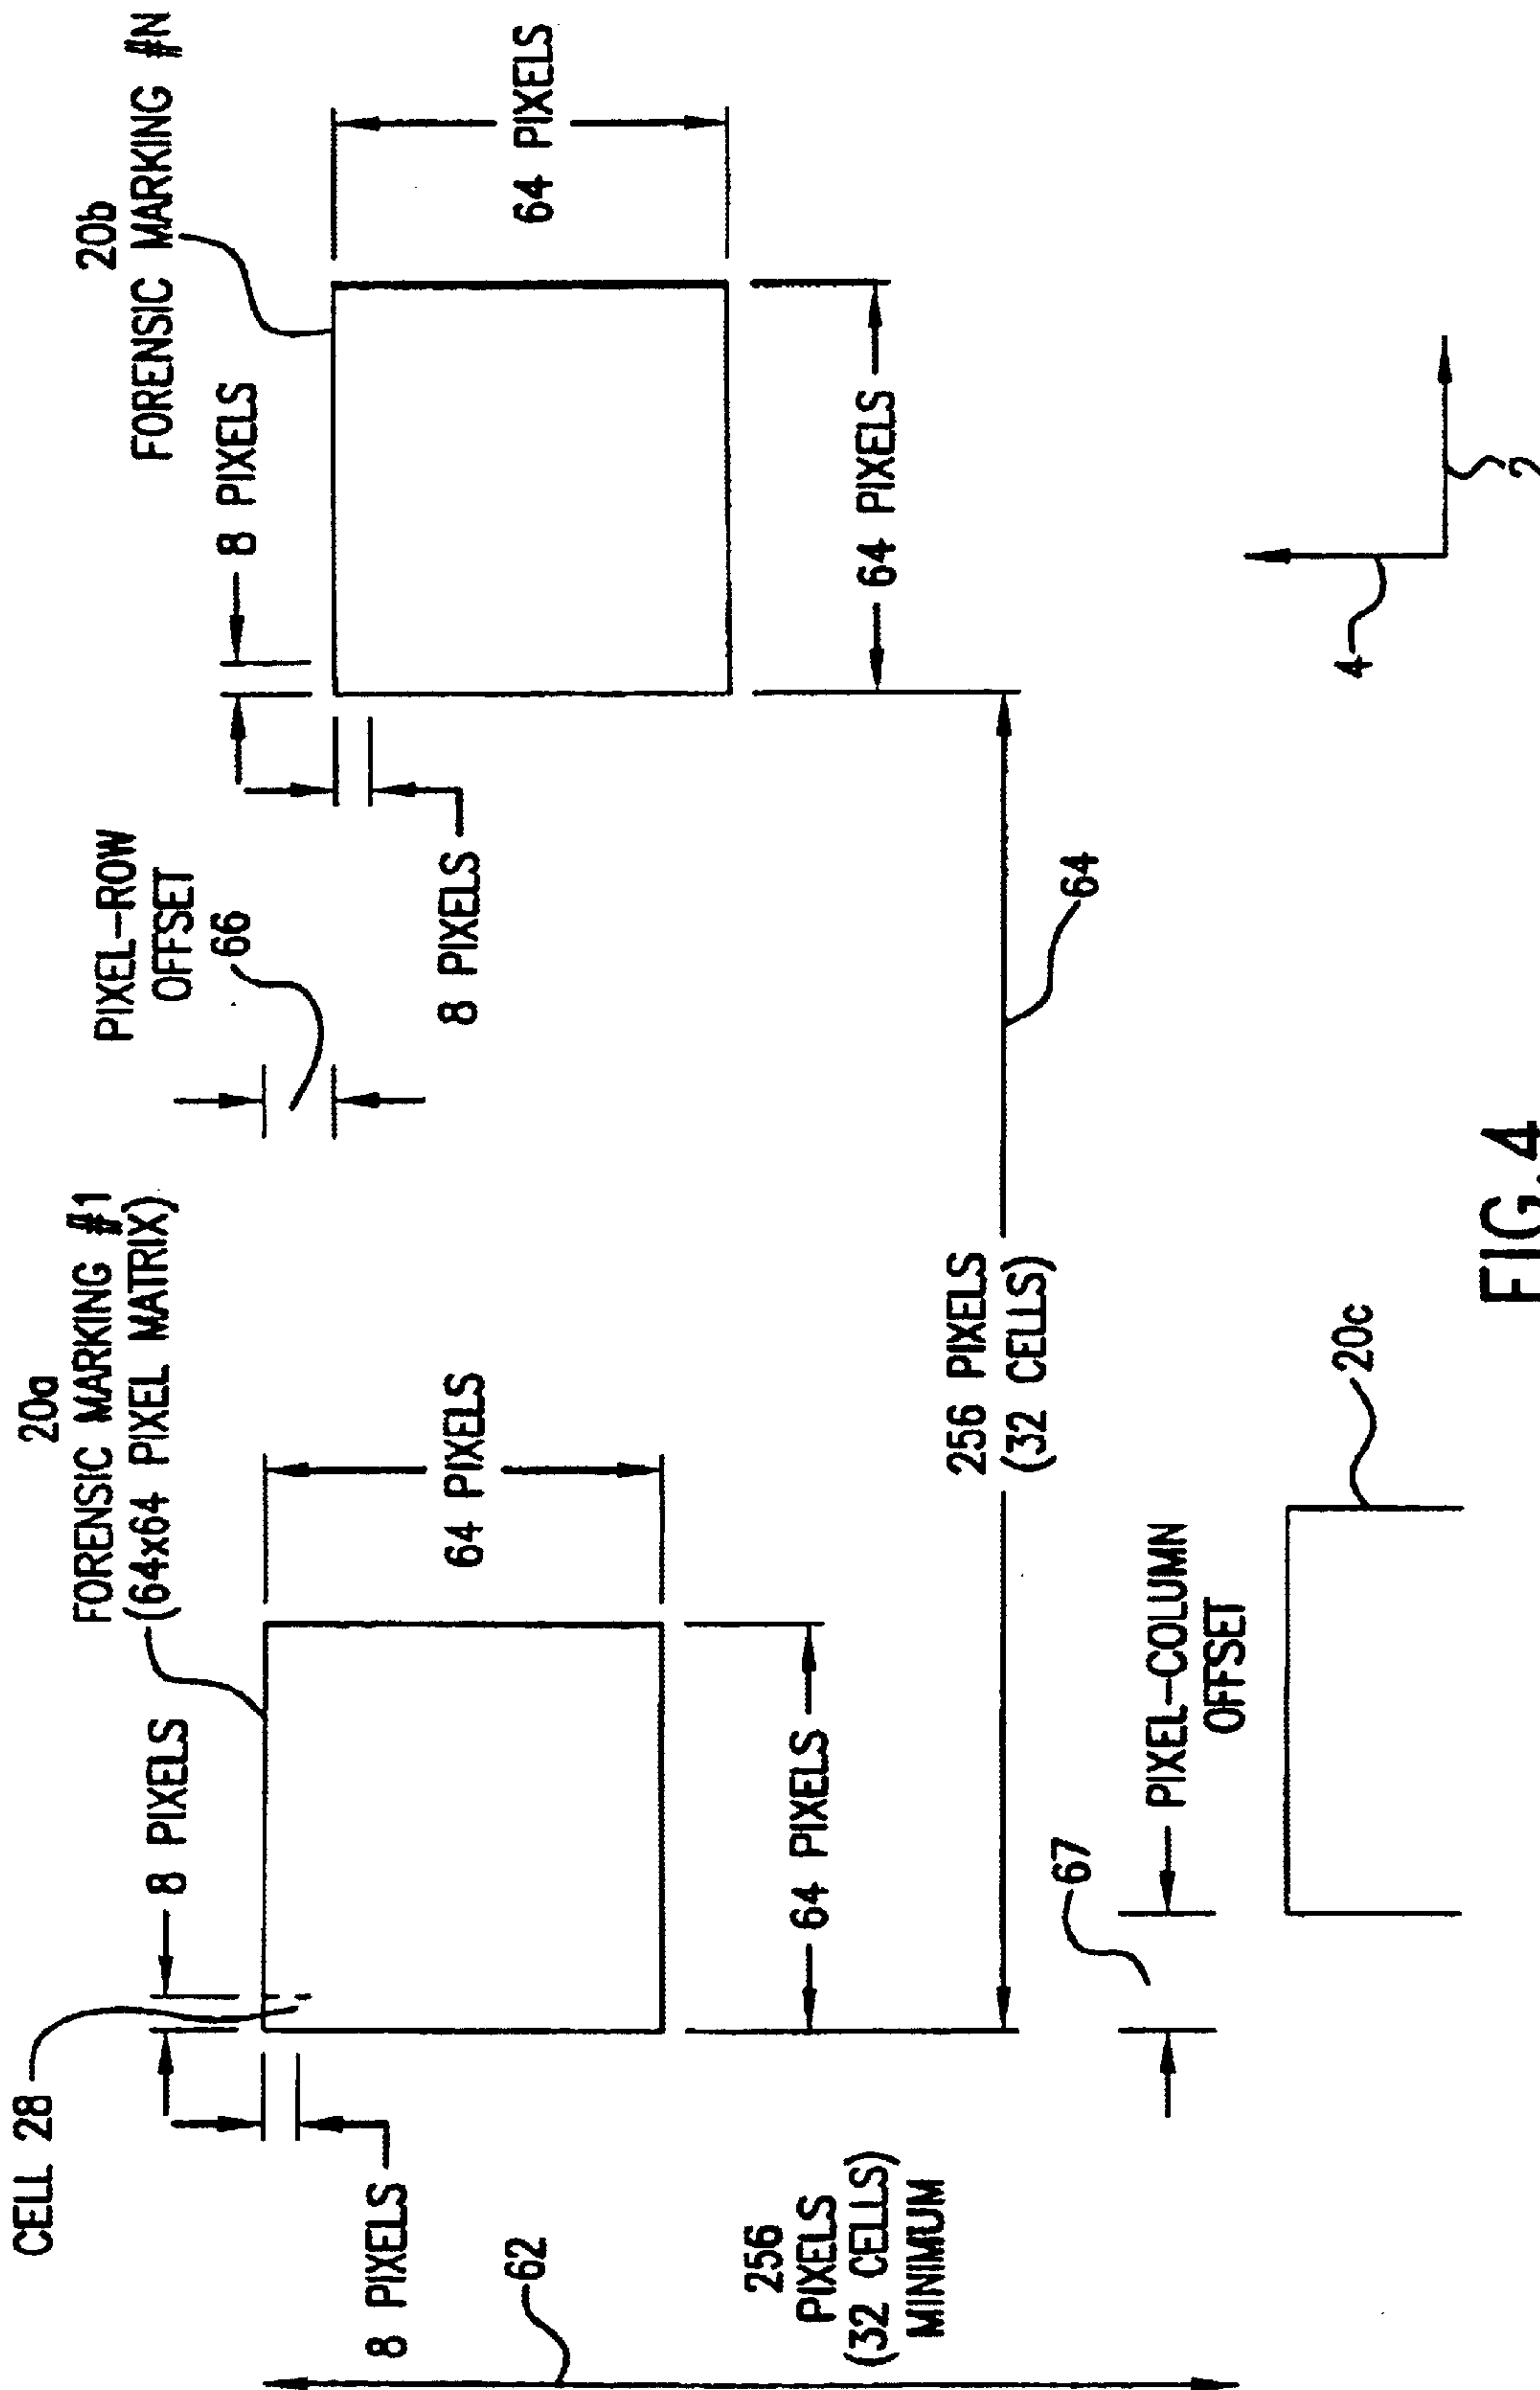 20a
FORENSIC MARKING #1
(64x64 PIXEL MATRIX)
20b
FORENSIC MARKING #N
CELL 28
8 PIXELS
8 PIXELS
64 PIXELS
64 PIXELS
PIXEL-ROW
OFFSET
66
8 PIXELS
8 PIXELS
64 PIXELS
64 PIXELS
62
256
PIXELS
(32 CELLS)
MINIMUM
256 PIXELS
(32 CELLS)
64
67
PIXEL-COLUMN
OFFSET
20c
4
2
FIG.4